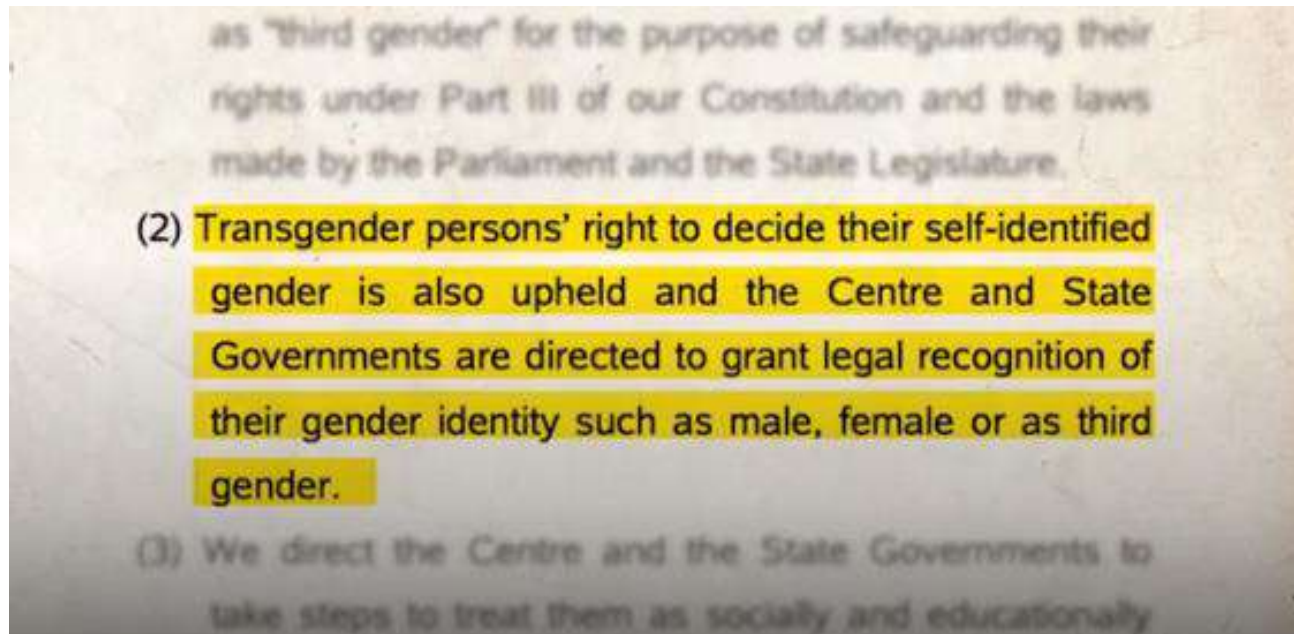 as "third gender" for the purpose of safeguarding their
rights under Part III of our Constitution and the laws
made by the Parliament and the State Legislature.
(2) Transgender persons’ right to decide their self-identified
gender is also upheld and the Centre and State
Governments are directed to grant legal recognition of
their gender identity such as male, female or as third
gender.
(3) We direct the Centre and the State Governments to
take steps to treat them as socially and educationally